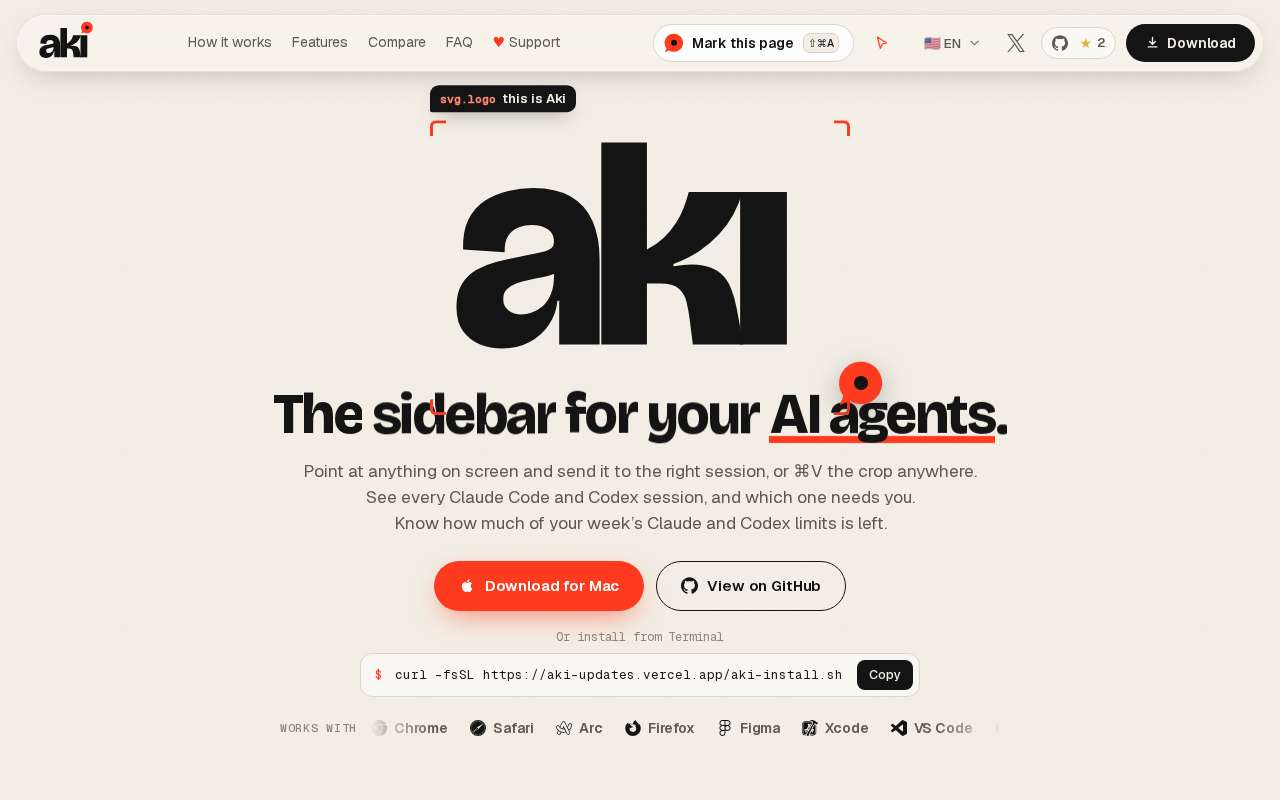 aki
How it works
Features
Compare
FAQ
♥ Support
Mark this page ⇧⌘A
🇺🇸 EN
★ 2
Download
svg.logo this is Aki
aki
The sidebar for your AI agents.
Point at anything on screen and send it to the right session, or ⌘V the crop anywhere.
See every Claude Code and Codex session, and which one needs you.
Know how much of your week's Claude and Codex limits is left.
Download for Mac
View on GitHub
Or install from Terminal
$ curl -fsSL https://aki-updates.vercel.app/aki-install.sh
Copy
WORKS WITH
Chrome
Safari
Arc
Firefox
Figma
Xcode
VS Code